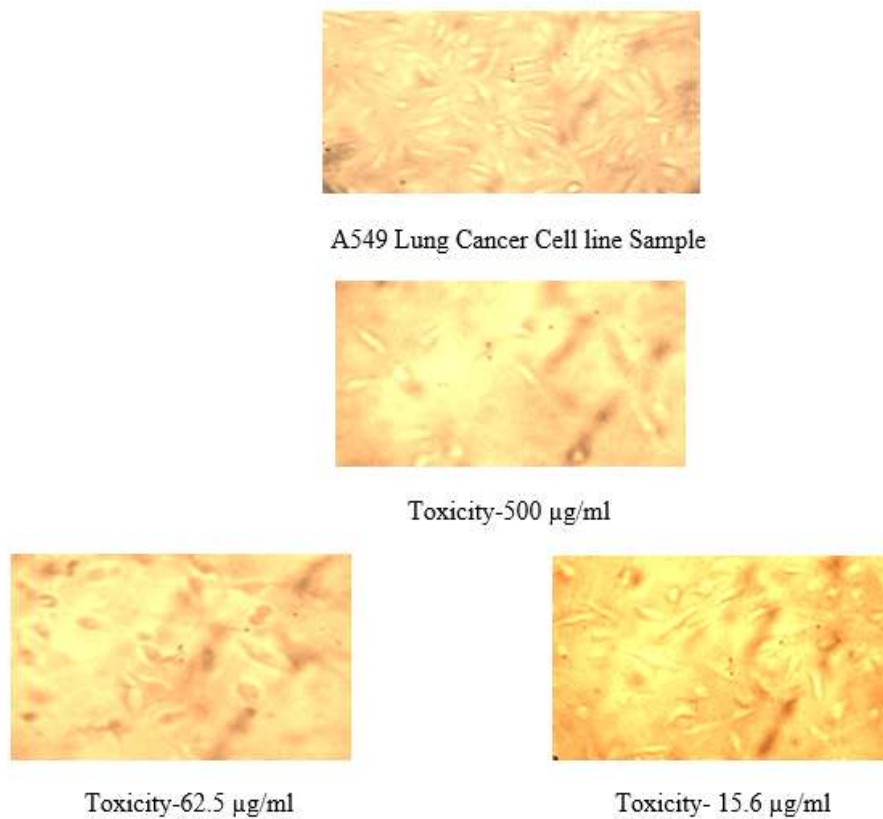 A549 Lung Cancer Cell line Sample
Toxicity-500 µg/ml
Toxicity-62.5 µg/ml
Toxicity- 15.6 µg/ml